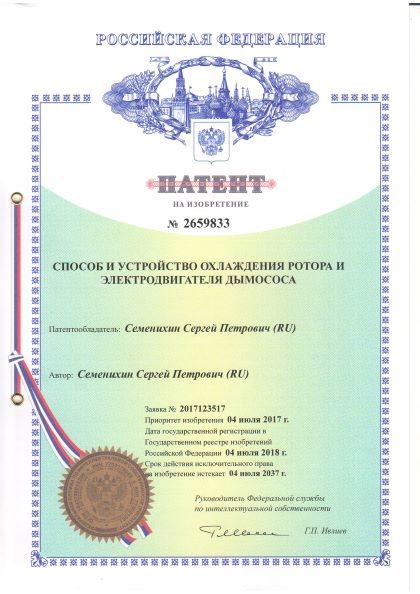 РОССИЙСКАЯ ФЕДЕРАЦИЯ
ПАТЕНТ
НА ИЗОБРЕТЕНИЕ
№ 2659833
СПОСОБ И УСТРОЙСТВО ОХЛАЖДЕНИЯ РОТОРА И
ЭЛЕКТРОДВИГАТЕЛЯ ДЫМОСОСА
Патентообладатель: Семенихин Сергей Петрович (RU)
Автор: Семенихин Сергей Петрович (RU)
Заявка № 2017123517
Приоритет изобретения 04 июля 2017 г.
Дата государственной регистрации в
Государственном реестре изобретений
Российской Федерации 04 июля 2018 г.
Срок действия исключительного права
на изобретение истекает 04 июля 2037 г.
Руководитель Федеральной службы
по интеллектуальной собственности
Г.П. Ивлиев